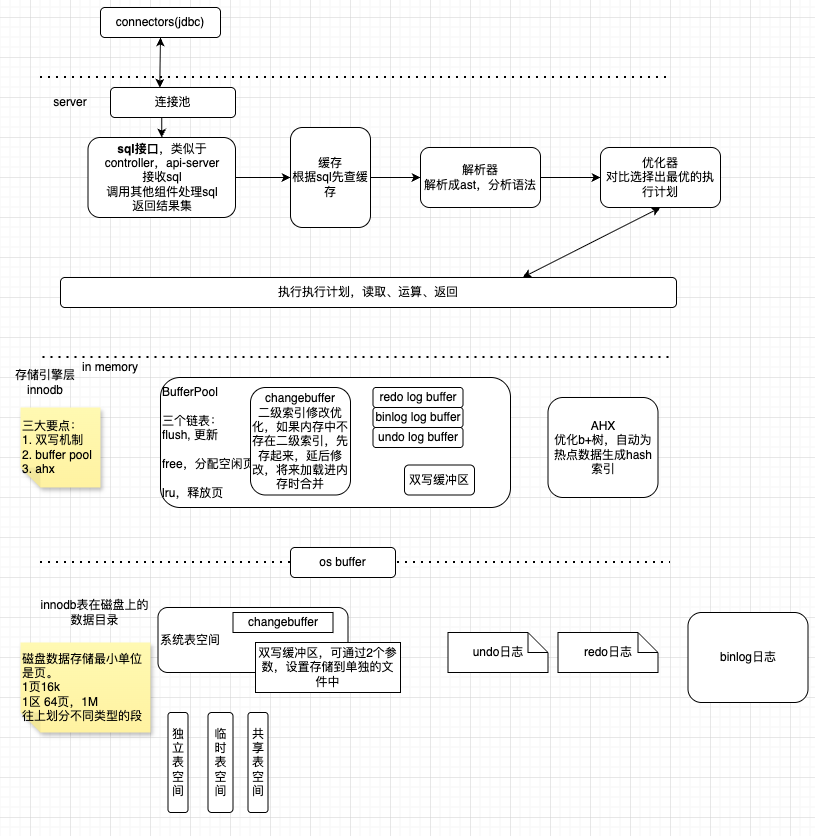 connectors(jdbc)
server
连接池
sql接口，类似于
controller，api-server
接收sql
调用其他组件处理sql
返回结果集
缓存
根据sql先查缓
存
解析器
解析成ast，分析语法
优化器
对比选择出最优的执
行计划
执行执行计划，读取、运算、返回
in memory
存储引擎层
innodb
三大要点：
1. 双写机制
2. buffer pool
3. ahx
BufferPool
三个链表：
flush, 更新
free，分配空闲页
lru，释放页
changebuffer
二级索引修改优
化，如果内存中不
存在二级索引，先
存起来，延后修
改，将来加载进内
存时合并
redo log buffer
binlog log buffer
undo log buffer
双写缓冲区
AHX
优化b+树，自动为
热点数据生成hash
索引
os buffer
innodb表在磁盘上的
数据目录
磁盘数据存储最小单位
是页。
1页16k
1区 64页，1M
往上划分不同类型的段
系统表空间
changebuffer
双写缓冲区，可通过2个参
数，设置存储到单独的文
件中
undo日志
redo日志
binlog日志
独立表空间
临时表空间
共享表空间